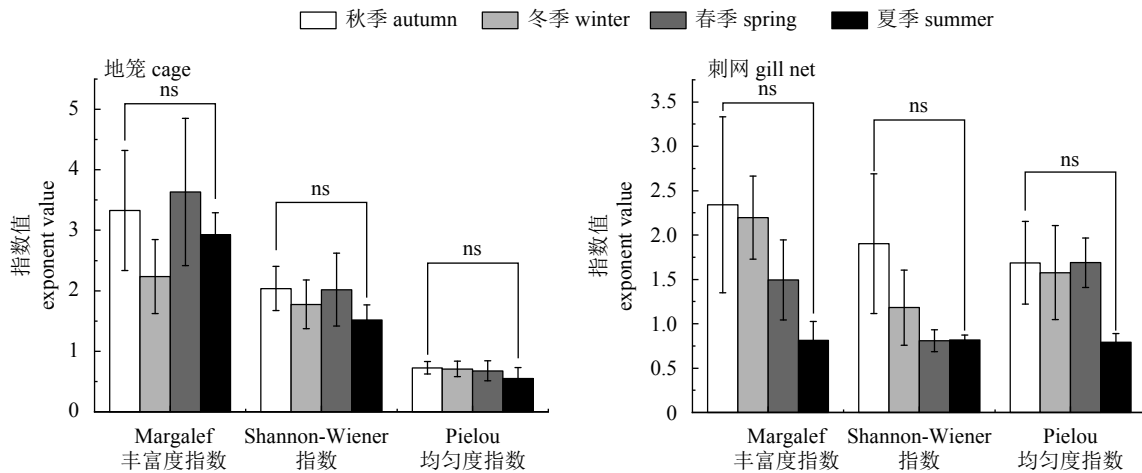 秋季 autumn 冬季 winter 春季 spring 夏季 summer
地笼 cage
ns
ns
ns
5
4
3
2
1
0
指数值
exponent value
Margalef Shannon-Wiener Pielou
丰富度指数 指数 均匀度指数
刺网 gill net
ns
ns
ns
3.5
3.0
2.5
2.0
1.5
1.0
0.5
0
指数值
exponent value
Margalef Shannon-Wiener Pielou
丰富度指数 指数 均匀度指数